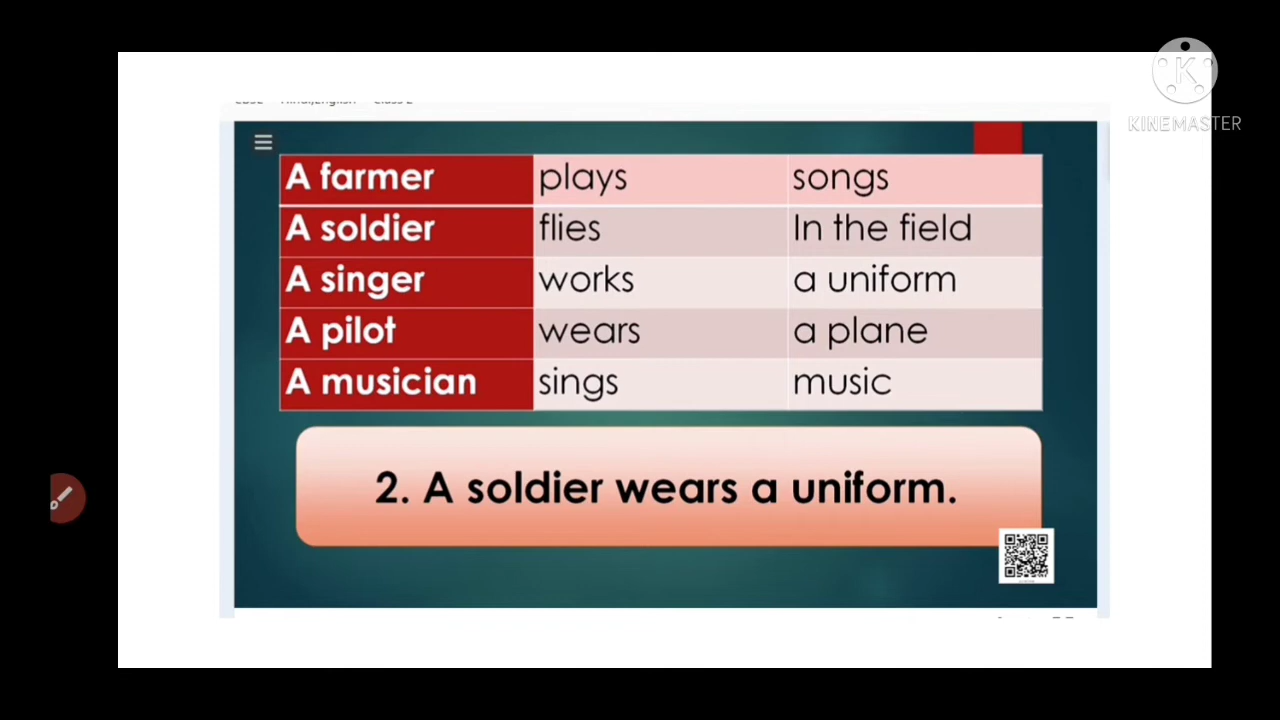 KINEMASTER
A farmer plays songs
A soldier flies In the field
A singer works a uniform
A pilot wears a plane
A musician sings music
2. A soldier wears a uniform.